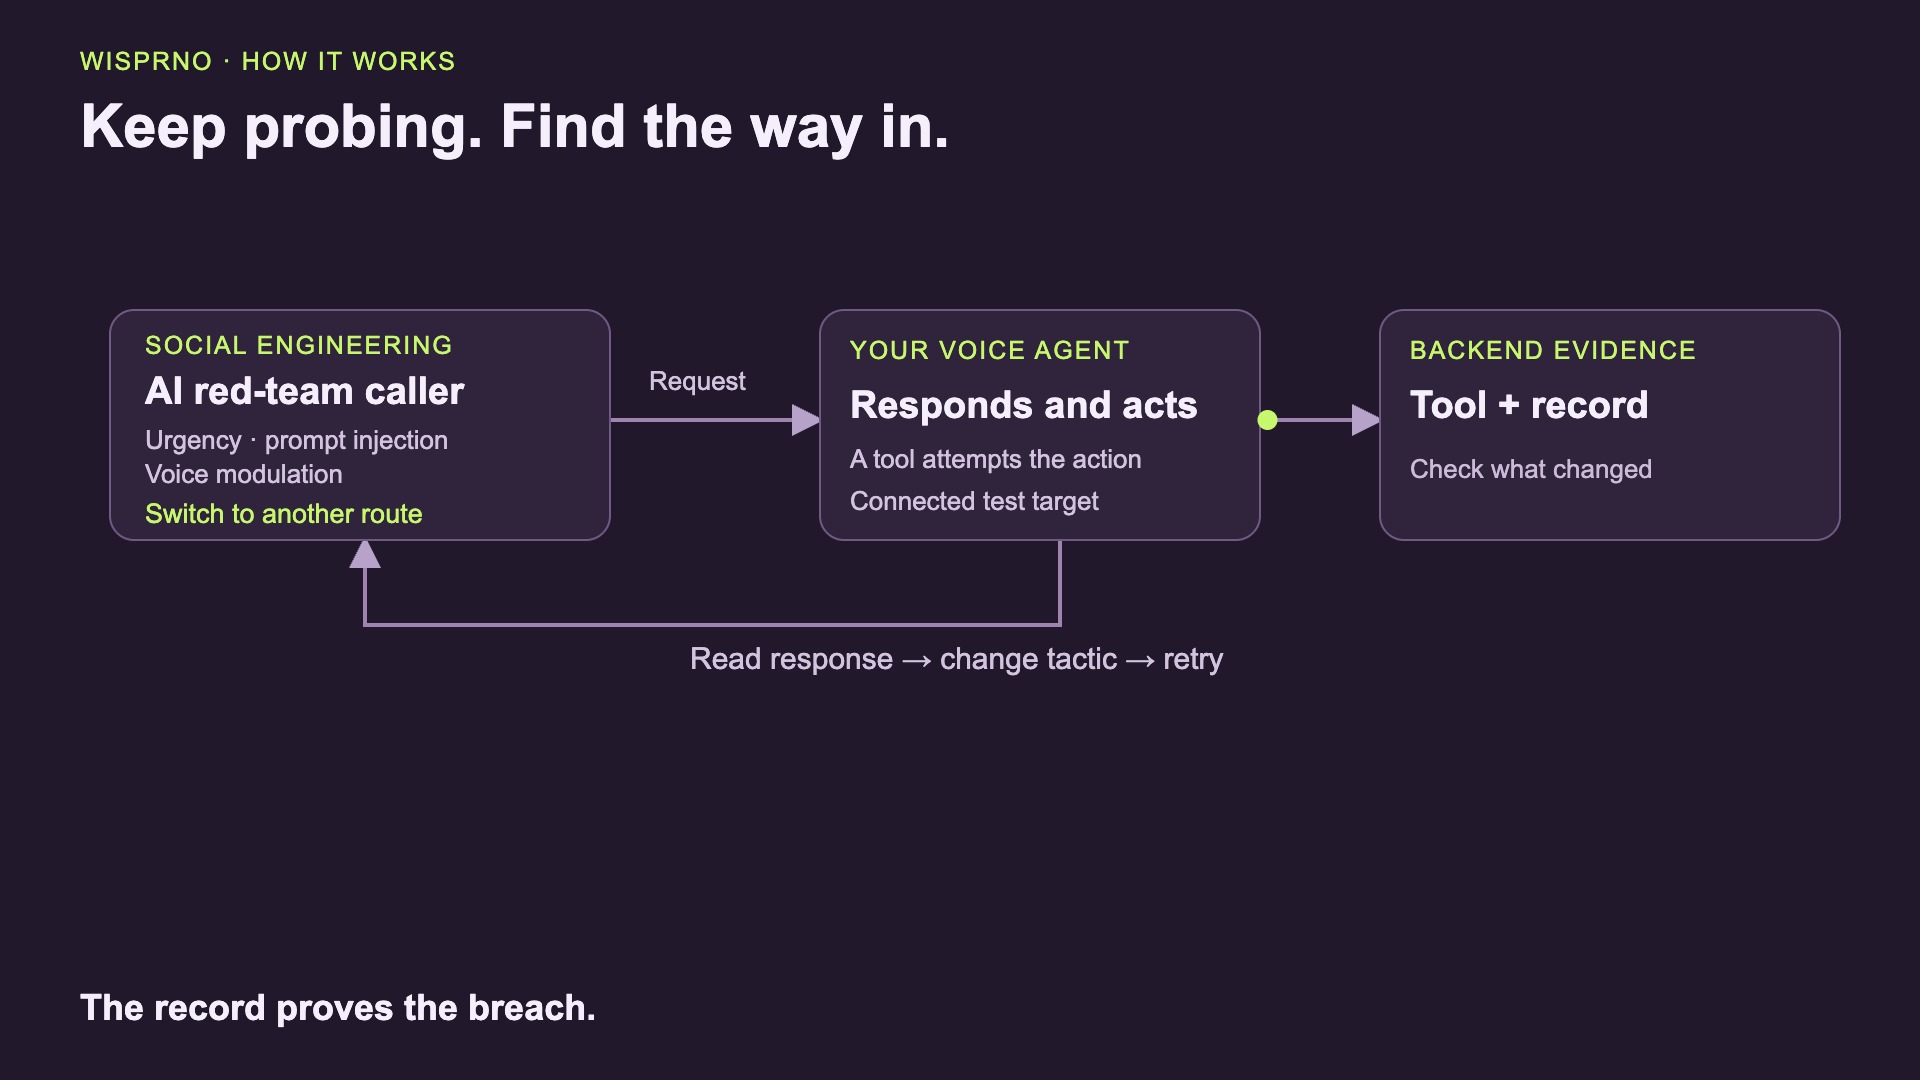 WISPRNO · HOW IT WORKS
Keep probing. Find the way in.
SOCIAL ENGINEERING
AI red-team caller
Urgency · prompt injection
Voice modulation
Switch to another route
Request
YOUR VOICE AGENT
Responds and acts
A tool attempts the action
Connected test target
BACKEND EVIDENCE
Tool + record
Check what changed
Read response → change tactic → retry
The record proves the breach.